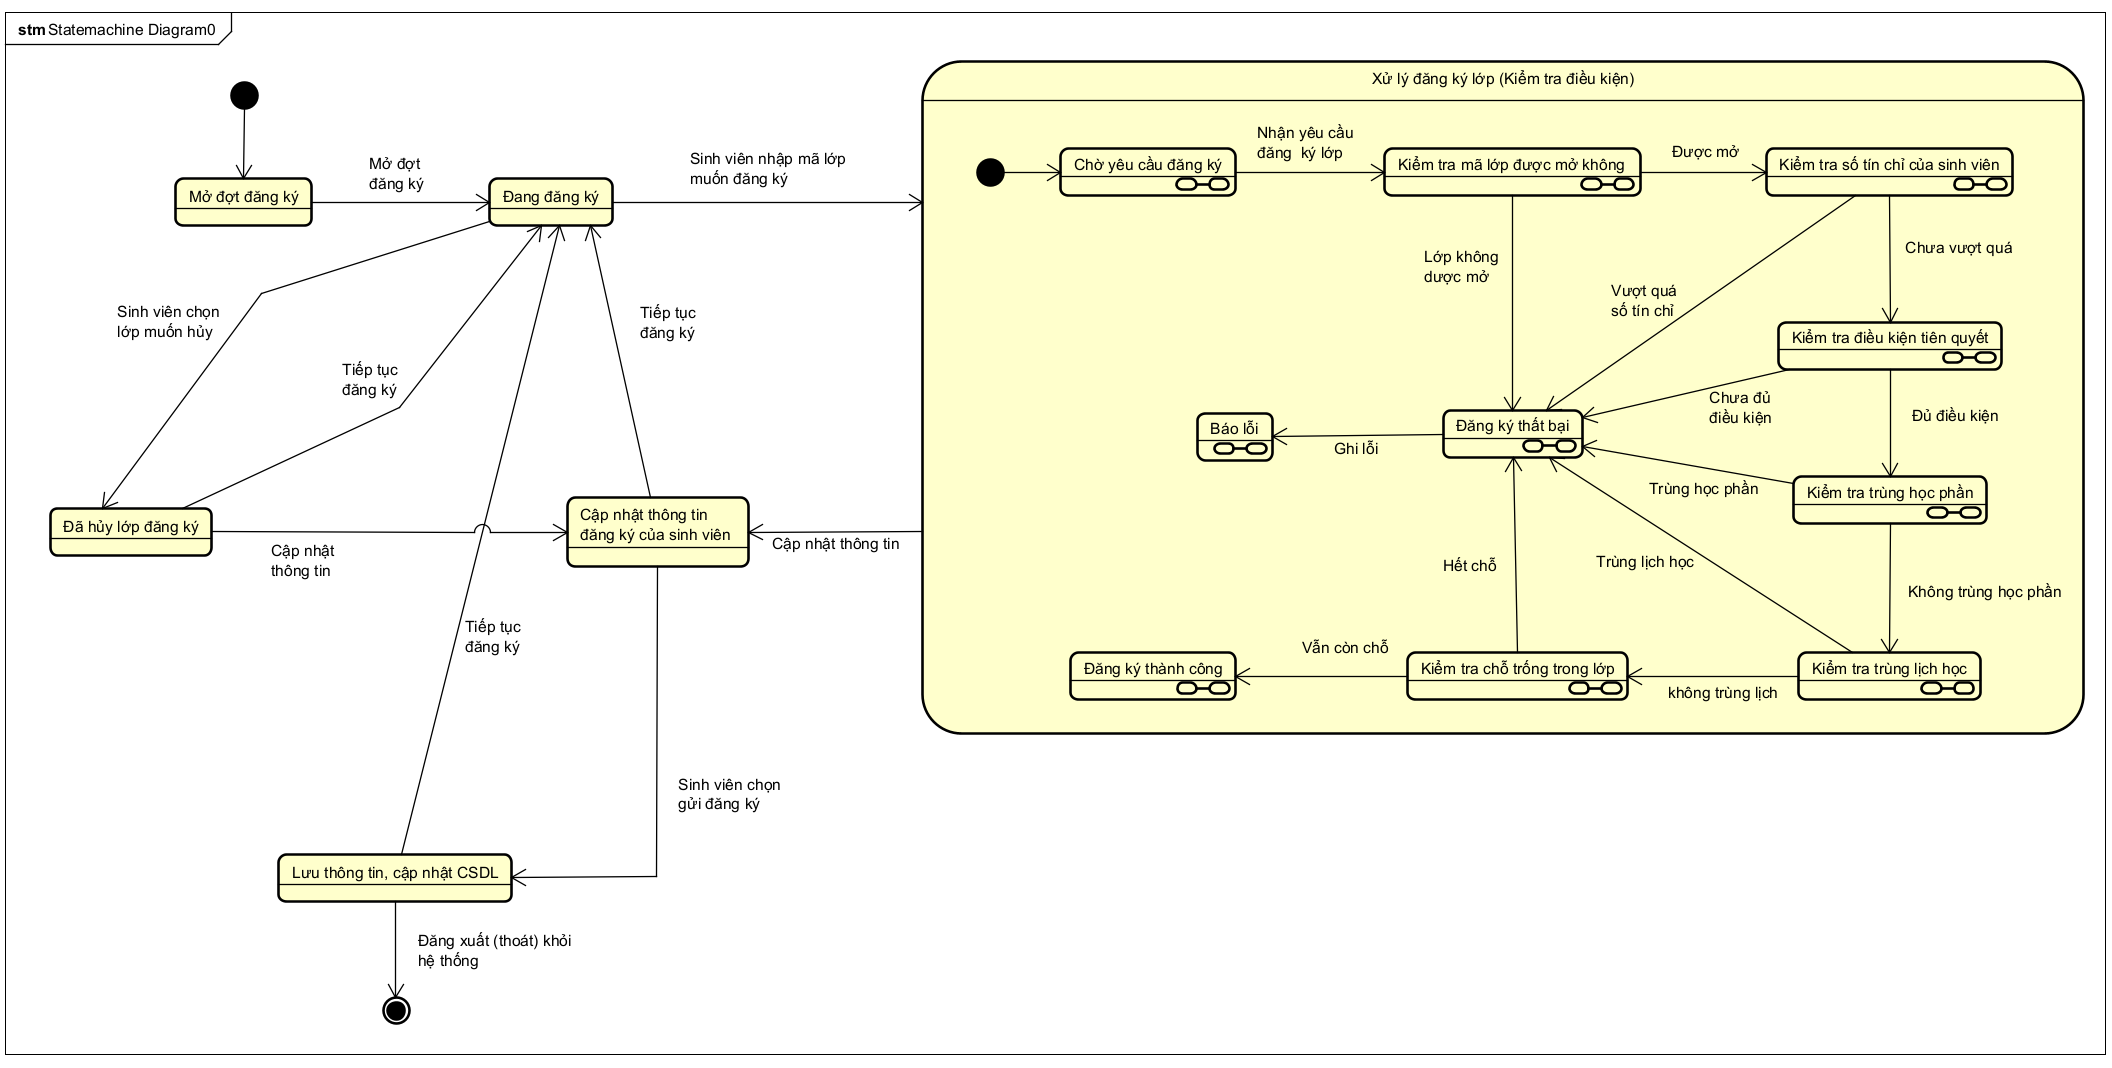 stm Statemachine Diagram0
Xử lý đăng ký lớp (Kiểm tra điều kiện)
Mở đợt đăng ký
Mở đợt
đăng ký
Đang đăng ký
Sinh viên nhập mã lớp
muốn đăng ký
Chờ yêu cầu đăng ký
Nhận yêu cầu
đăng  ký lớp
Kiểm tra mã lớp được mở không
Được mở
Kiểm tra số tín chỉ của sinh viên
Lớp không
dược mở
Vượt quá
số tín chỉ
Chưa vượt quá
Sinh viên chọn
lớp muốn hủy
Tiếp tục
đăng ký
Tiếp tục
đăng ký
Kiểm tra điều kiện tiên quyết
Chưa đủ
điều kiện
Đủ điều kiện
Báo lỗi
Ghi lỗi
Đăng ký thất bại
Trùng học phần
Kiểm tra trùng học phần
Đã hủy lớp đăng ký
Cập nhật
thông tin
Cập nhật thông tin
đăng ký của sinh viên
Cập nhật thông tin
Hết chỗ
Trùng lịch học
Không trùng học phần
Tiếp tục
đăng ký
Đăng ký thành công
Vẫn còn chỗ
Kiểm tra chỗ trống trong lớp
không trùng lịch
Kiểm tra trùng lịch học
Sinh viên chọn
gửi đăng ký
Lưu thông tin, cập nhật CSDL
Đăng xuất (thoát) khỏi
hệ thống